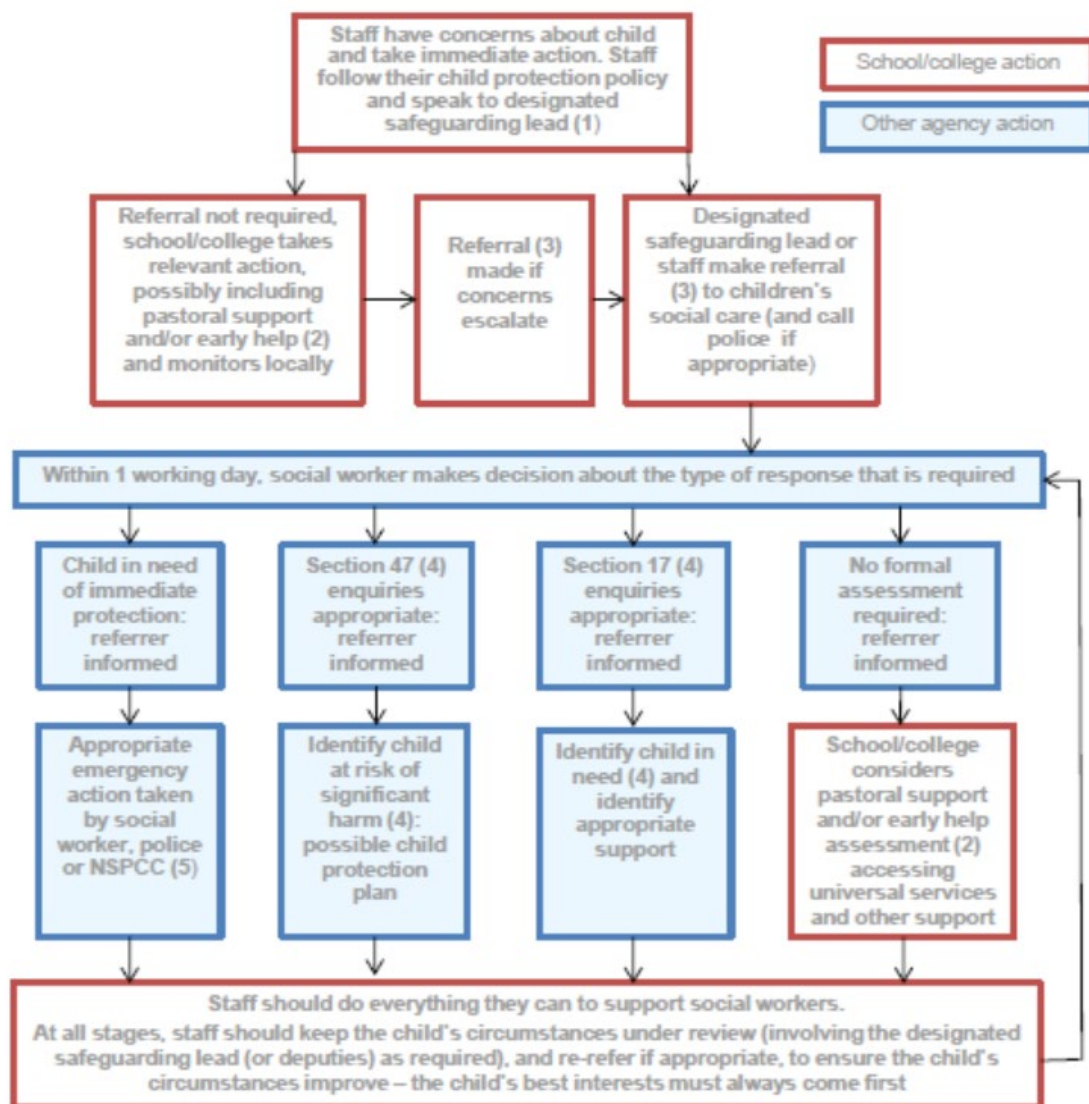 Staff have concerns about child
and take immediate action. Staff
follow their child protection policy
and speak to designated
safeguarding lead (1)
School/college action
Other agency action
Referral not required,
school/college takes
relevant action,
possibly including
pastoral support
and/or early help (2)
and monitors locally
Referral (3)
made if
concerns
escalate
Designated
safeguarding lead or
staff make referral
(3) to children's
social care (and call
police if
appropriate)
Within 1 working day, social worker makes decision about the type of response that is required
Child in need
of immediate
protection:
referrer
informed
Section 47 (4)
enquiries
appropriate:
referrer
informed
Section 17 (4)
enquiries
appropriate:
referrer
informed
No formal
assessment
required:
referrer
informed
Appropriate
emergency
action taken
by social
worker, police
or NSPCC (5)
Identify child
at risk of
significant
harm (4):
possible child
protection
plan
Identify child in
need (4) and
identify
appropriate
support
School/college
considers
pastoral support
and/or early help
assessment (2)
accessing
universal services
and other support
Staff should do everything they can to support social workers.
At all stages, staff should keep the child's circumstances under review (involving the designated
safeguarding lead (or deputies) as required), and re-refer if appropriate, to ensure the child's
circumstances improve – the child's best interests must always come first